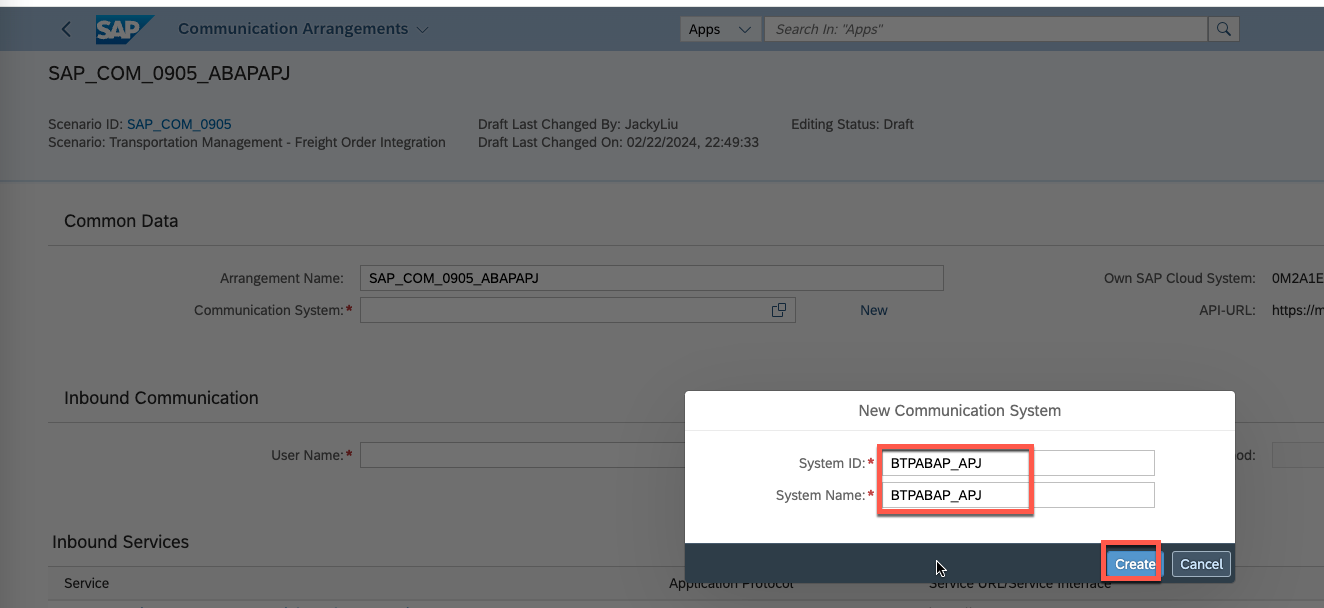 SAP Communication Arrangements Apps Search In: "Apps"
SAP_COM_0905_ABAPAPJ
Scenario ID: SAP_COM_0905 Draft Last Changed By: JackyLiu Editing Status: Draft
Scenario: Transportation Management - Freight Order Integration Draft Last Changed On: 02/22/2024, 22:49:33
Common Data
Arrangement Name: SAP_COM_0905_ABAPAPJ Own SAP Cloud System: 0M2A1E
Communication System:* New API-URL: https://m
Inbound Communication
New Communication System
User Name:* od:
System ID:* BTPABAP_APJ
System Name:* BTPABAP_APJ
Inbound Services
Create Cancel
Service Application Protocol Service URL/Service Interface